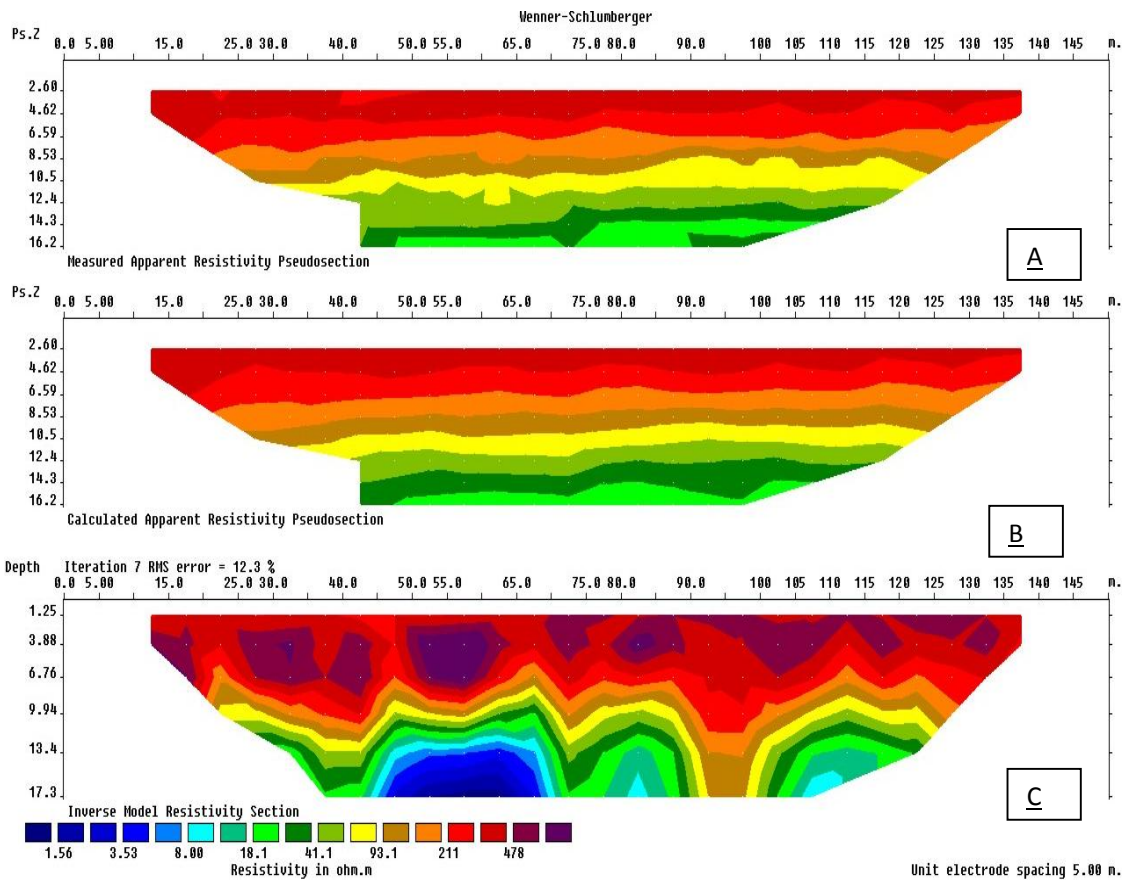 Wenner-Schlumberger
Ps.Z 0.0 5.00 15.0 25.0 30.0 40.0 50.0 55.0 65.0 75.0 80.0 90.0 100 105 110 115 120 125 130 135 145 m.
2.60
4.62
6.59
8.53
10.5
12.4
14.3
16.2
Measured Apparent Resistivity Pseudosection
A
Ps.Z 0.0 5.00 15.0 25.0 30.0 40.0 50.0 55.0 65.0 75.0 80.0 90.0 100 105 110 115 120 125 130 135 145 m.
2.60
4.62
6.59
8.53
10.5
12.4
14.3
16.2
Calculated Apparent Resistivity Pseudosection
B
Depth Iteration 7 RMS error = 12.3 %
0.0 5.00 15.0 25.0 30.0 40.0 50.0 55.0 65.0 75.0 80.0 90.0 100 105 110 115 120 125 130 135 145 m.
1.25
3.88
6.76
9.94
13.4
17.3
C
Inverse Model Resistivity Section
1.56 3.53 8.00 18.1 41.1 93.1 211 478
Resistivity in ohm.m
Unit electrode spacing 5.00 m.